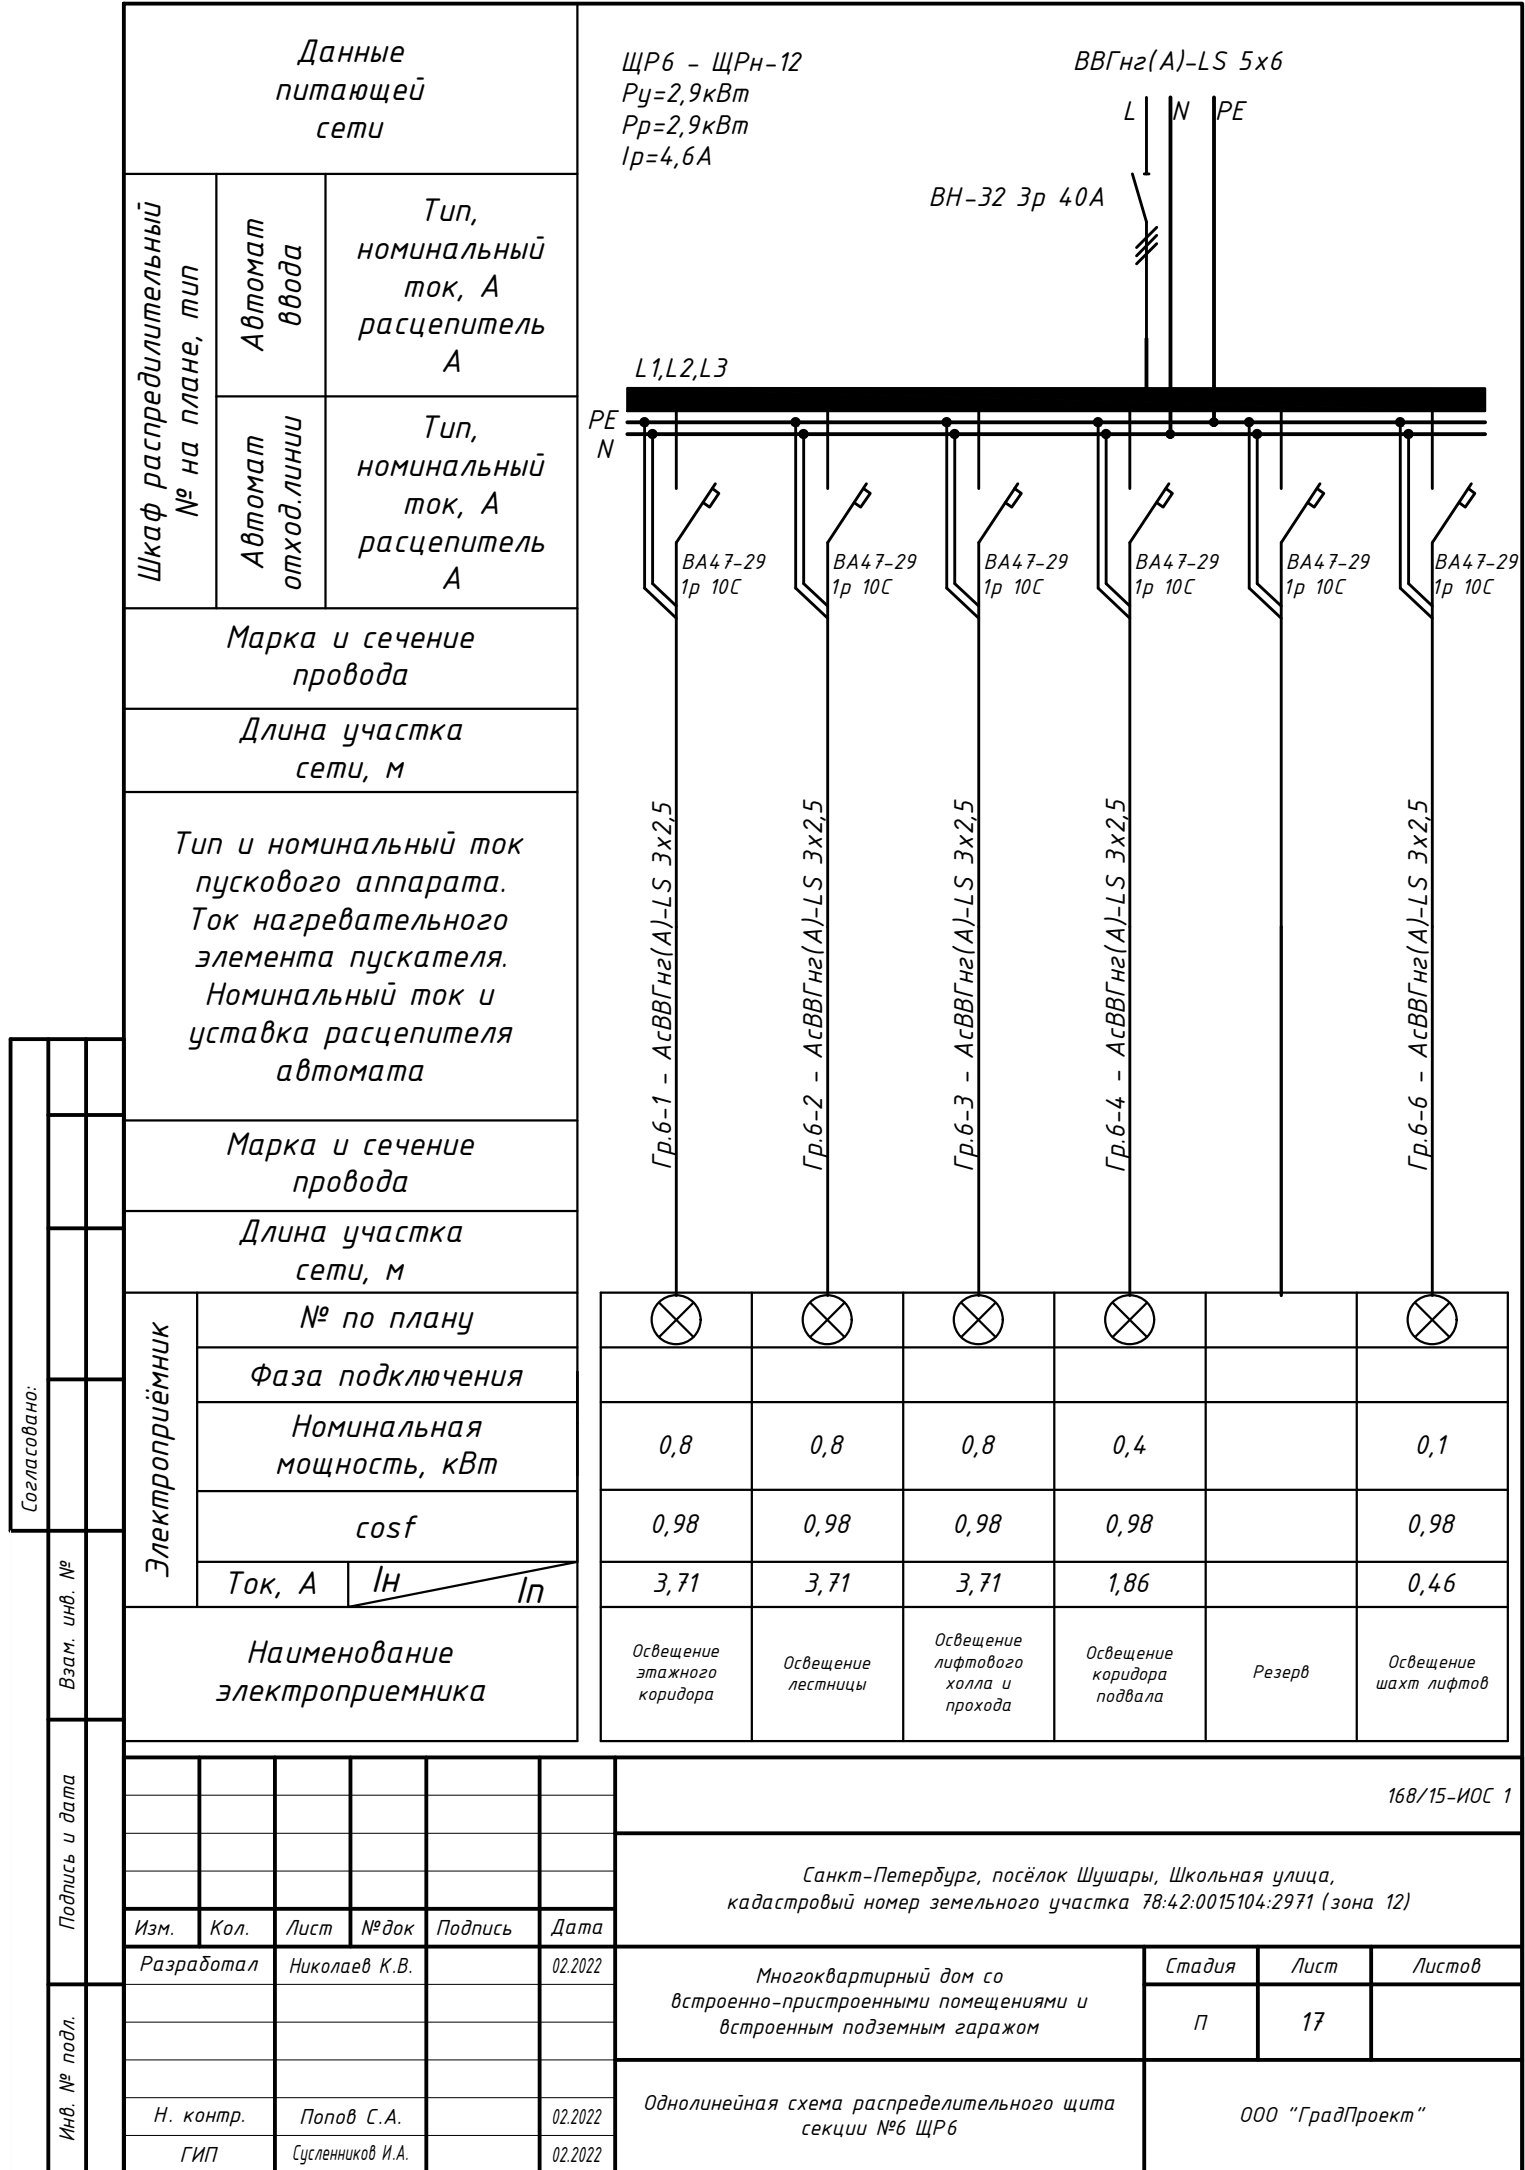 Данные
питающей
сети
ЩР6 - ЩРн-12
Ру=2,9кВт
Рр=2,9кВт
Iр=4,6А
ВВГнг(А)-LS 5х6
L N PE
ВН-32 3р 40А
Шкаф распредилительный
№ на плане, тип
Автомат
ввода
Тип,
номинальный
ток, А
расцепитель
А
Автомат
отход.линии
Тип,
номинальный
ток, А
расцепитель
А
L1,L2,L3
PE
N
ВА47-29
1р 10С
ВА47-29
1р 10С
ВА47-29
1р 10С
ВА47-29
1р 10С
ВА47-29
1р 10С
ВА47-29
1р 10С
Марка и сечение
провода
Длина участка
сети, м
Тип и номинальный ток
пускового аппарата.
Ток нагревательного
элемента пускателя.
Номинальный ток и
уставка расцепителя
автомата
Марка и сечение
провода
Длина участка
сети, м
Гр.6-1 - АсВВГнг(А)-LS 3х2,5
Гр.6-2 - АсВВГнг(А)-LS 3х2,5
Гр.6-3 - АсВВГнг(А)-LS 3х2,5
Гр.6-4 - АсВВГнг(А)-LS 3х2,5
Гр.6-6 - АсВВГнг(А)-LS 3х2,5
Электроприёмник
№ по плану
Фаза подключения
Номинальная
мощность, кВт
0,8 0,8 0,8 0,4 0,1
cosf
0,98 0,98 0,98 0,98 0,98
Ток, А Iн Iп
3,71 3,71 3,71 1,86 0,46
Наименование
электроприемника
Освещение
этажного
коридора
Освещение
лестницы
Освещение
лифтового
холла и
прохода
Освещение
коридора
подвала
Резерв
Освещение
шахт лифтов
Согласовано:
Взам. инв. №
Подпись и дата
Инв. № подл.
168/15-ИОС 1
Санкт-Петербург, посёлок Шушары, Школьная улица,
кадастровый номер земельного участка 78:42:0015104:2971 (зона 12)
Изм. Кол. Лист №док Подпись Дата
Разработал Николаев К.В. 02.2022
Многоквартирный дом со
встроенно-пристроенными помещениями и
встроенным подземным гаражом
Стадия Лист Листов
П 17
Н. контр. Попов С.А. 02.2022
ГИП Сусленников И.А. 02.2022
Однолинейная схема распределительного щита
секции №6 ЩР6
ООО "ГрадПроект"